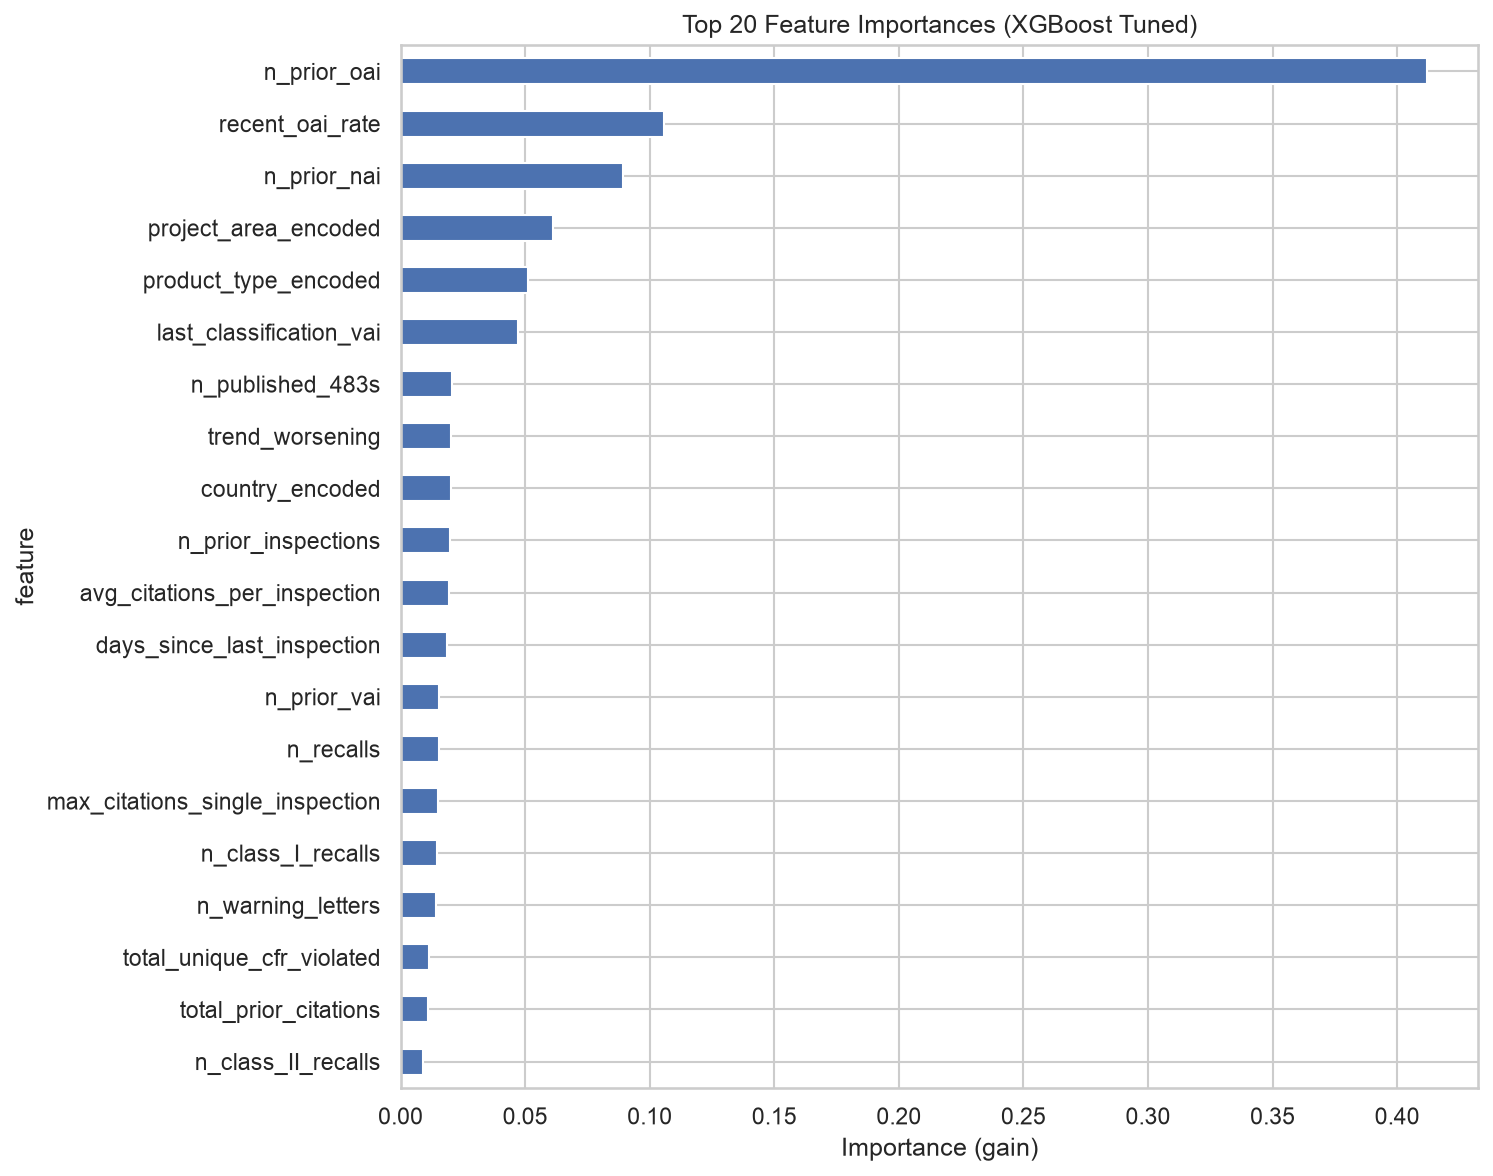 Top 20 Feature Importances (XGBoost Tuned)
n_prior_oai
recent_oai_rate
n_prior_nai
project_area_encoded
product_type_encoded
last_classification_vai
n_published_483s
trend_worsening
country_encoded
n_prior_inspections
avg_citations_per_inspection
days_since_last_inspection
n_prior_vai
n_recalls
max_citations_single_inspection
n_class_I_recalls
n_warning_letters
total_unique_cfr_violated
total_prior_citations
n_class_II_recalls
feature
0.00 0.05 0.10 0.15 0.20 0.25 0.30 0.35 0.40
Importance (gain)